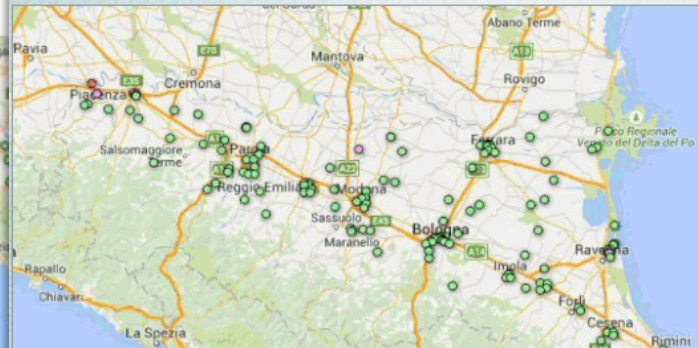 Abano Terme
Pavia
E70
Mantova
A13
Rovigo
E35
Cremona
Piacenza
Parco Regionale
Veneto del Delta del Po
Ferrara
Salsomaggiore
Terme
Parma
A22
Reggio Emilia
Modena
Sassuolo
E45
Maranello
Bologna
A14
Ravenna
Imola
Rapallo
Chiavari
Forlì
La Spezia
Cesena
Rimini